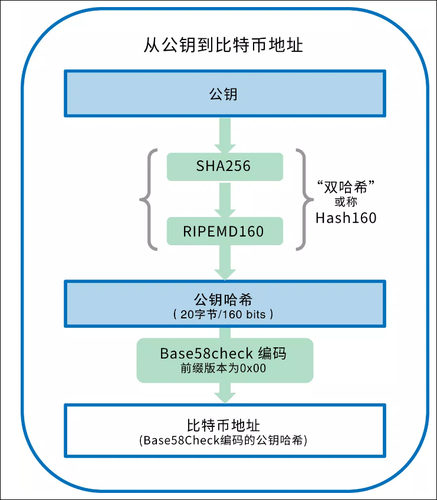 从公钥到比特币地址
公钥
SHA256
RIPEMD160
“双哈希”
或称
Hash160
公钥哈希
（20字节/160 bits）
Base58check 编码
前缀版本为0x00
比特币地址
(Base58Check编码的公钥哈希)